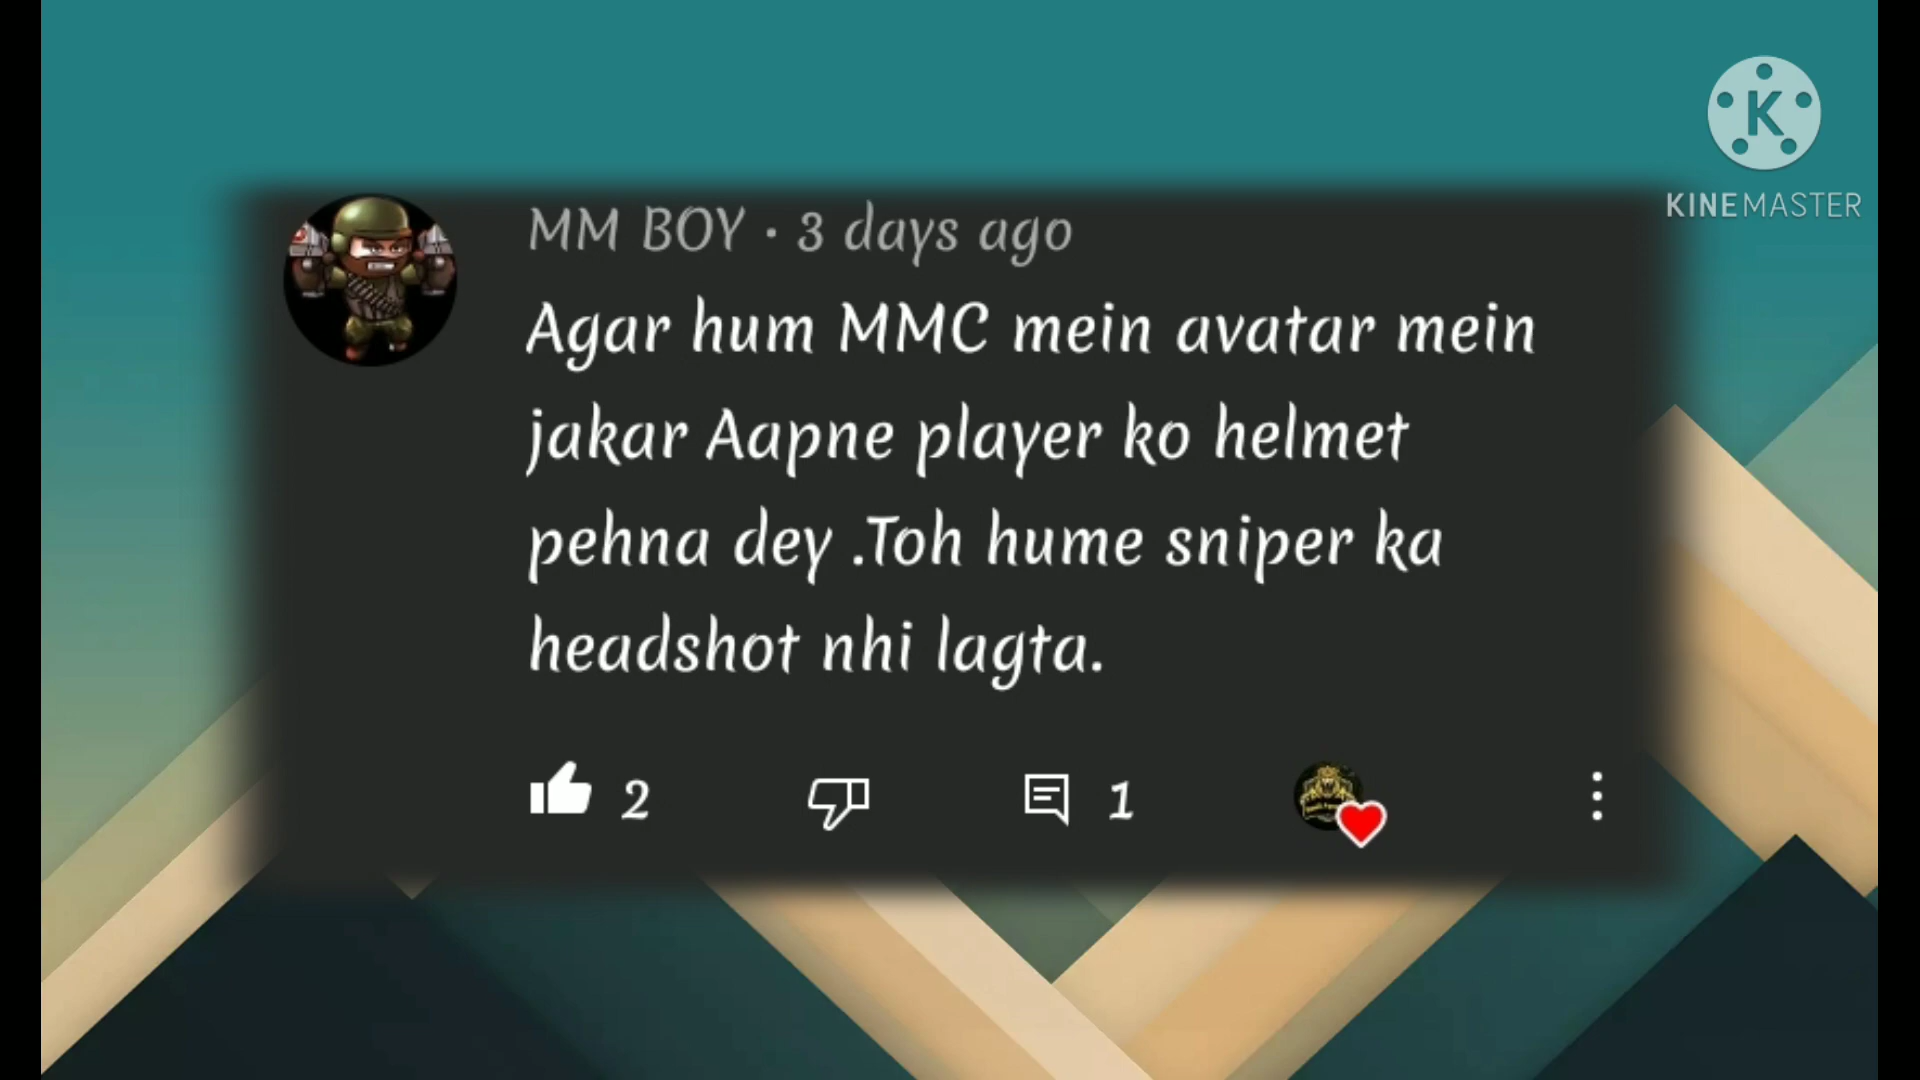 K
KINEMASTER
MM BOY • 3 days ago
Agar hum MMC mein avatar mein
jakar Aapne player ko helmet
pehna dey .Toh hume sniper ka
headshot nhi lagta.
2
1